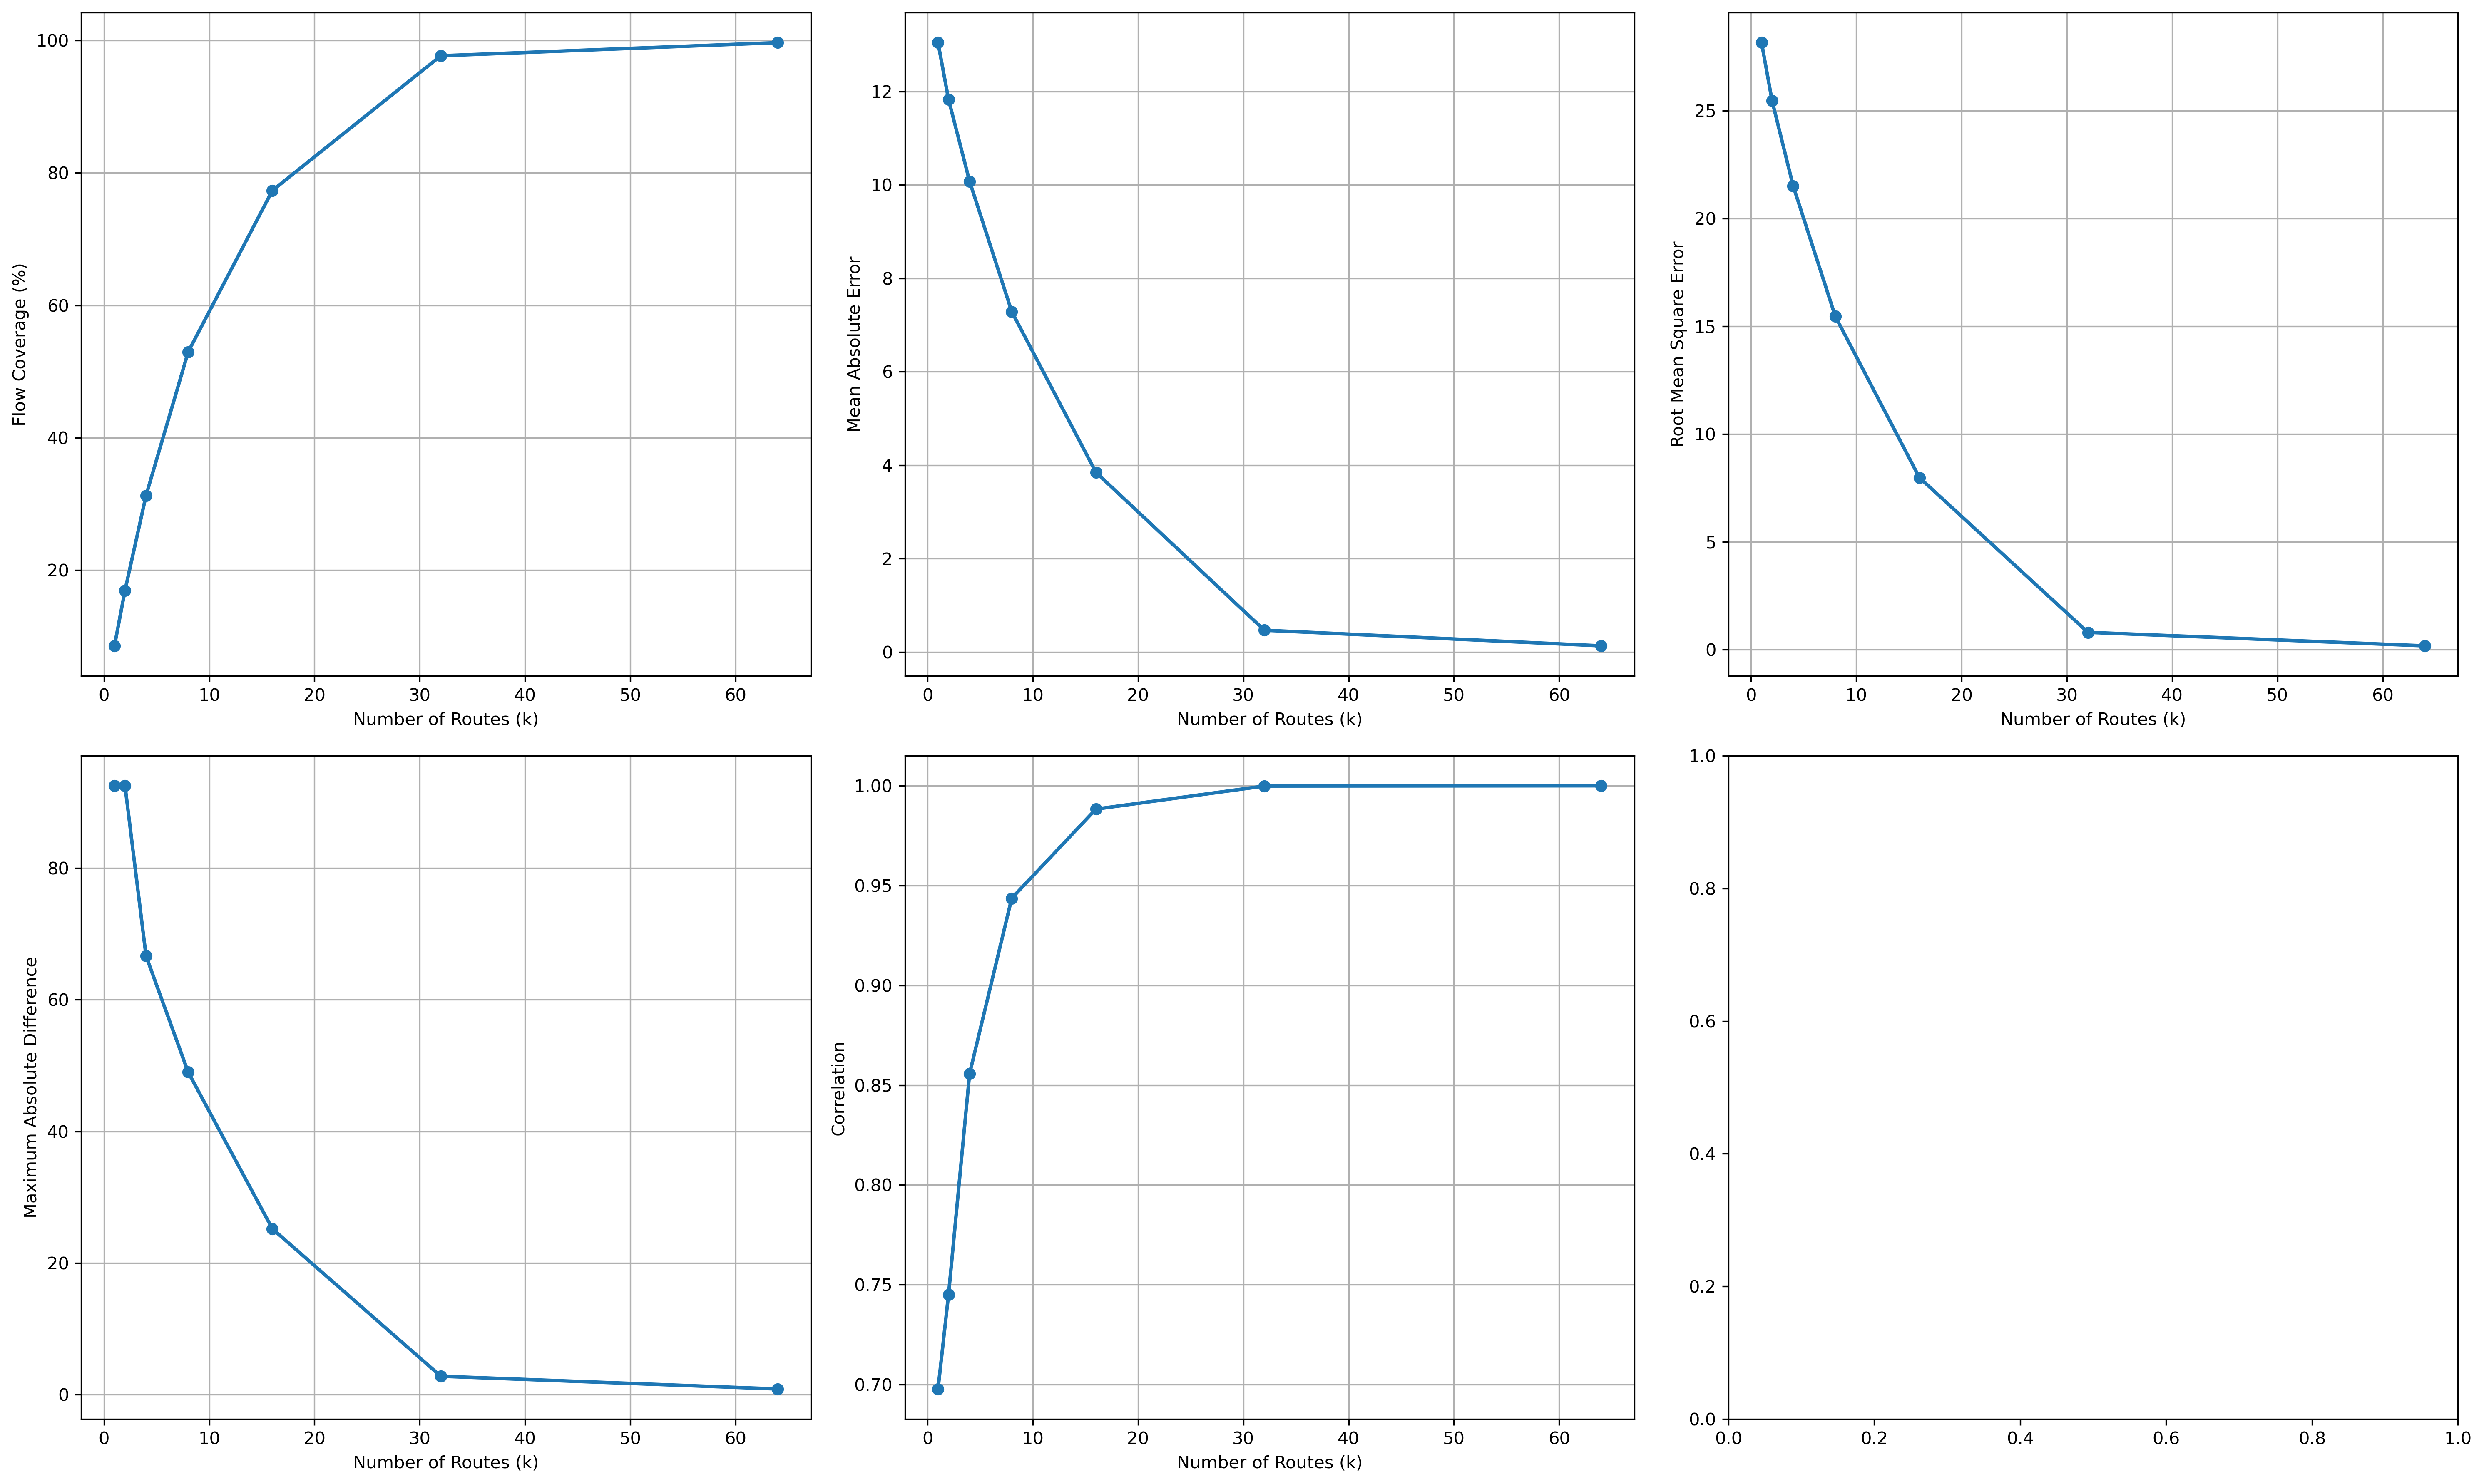 Flow Coverage (%)
100
80
60
40
20
0 10 20 30 40 50 60
Number of Routes (k)
Mean Absolute Error
12
10
8
6
4
2
0
0 10 20 30 40 50 60
Number of Routes (k)
Root Mean Square Error
25
20
15
10
5
0
0 10 20 30 40 50 60
Number of Routes (k)
Maximum Absolute Difference
80
60
40
20
0
0 10 20 30 40 50 60
Number of Routes (k)
Correlation
1.00
0.95
0.90
0.85
0.80
0.75
0.70
0 10 20 30 40 50 60
Number of Routes (k)
1.0
0.8
0.6
0.4
0.2
0.0
0.0 0.2 0.4 0.6 0.8 1.0